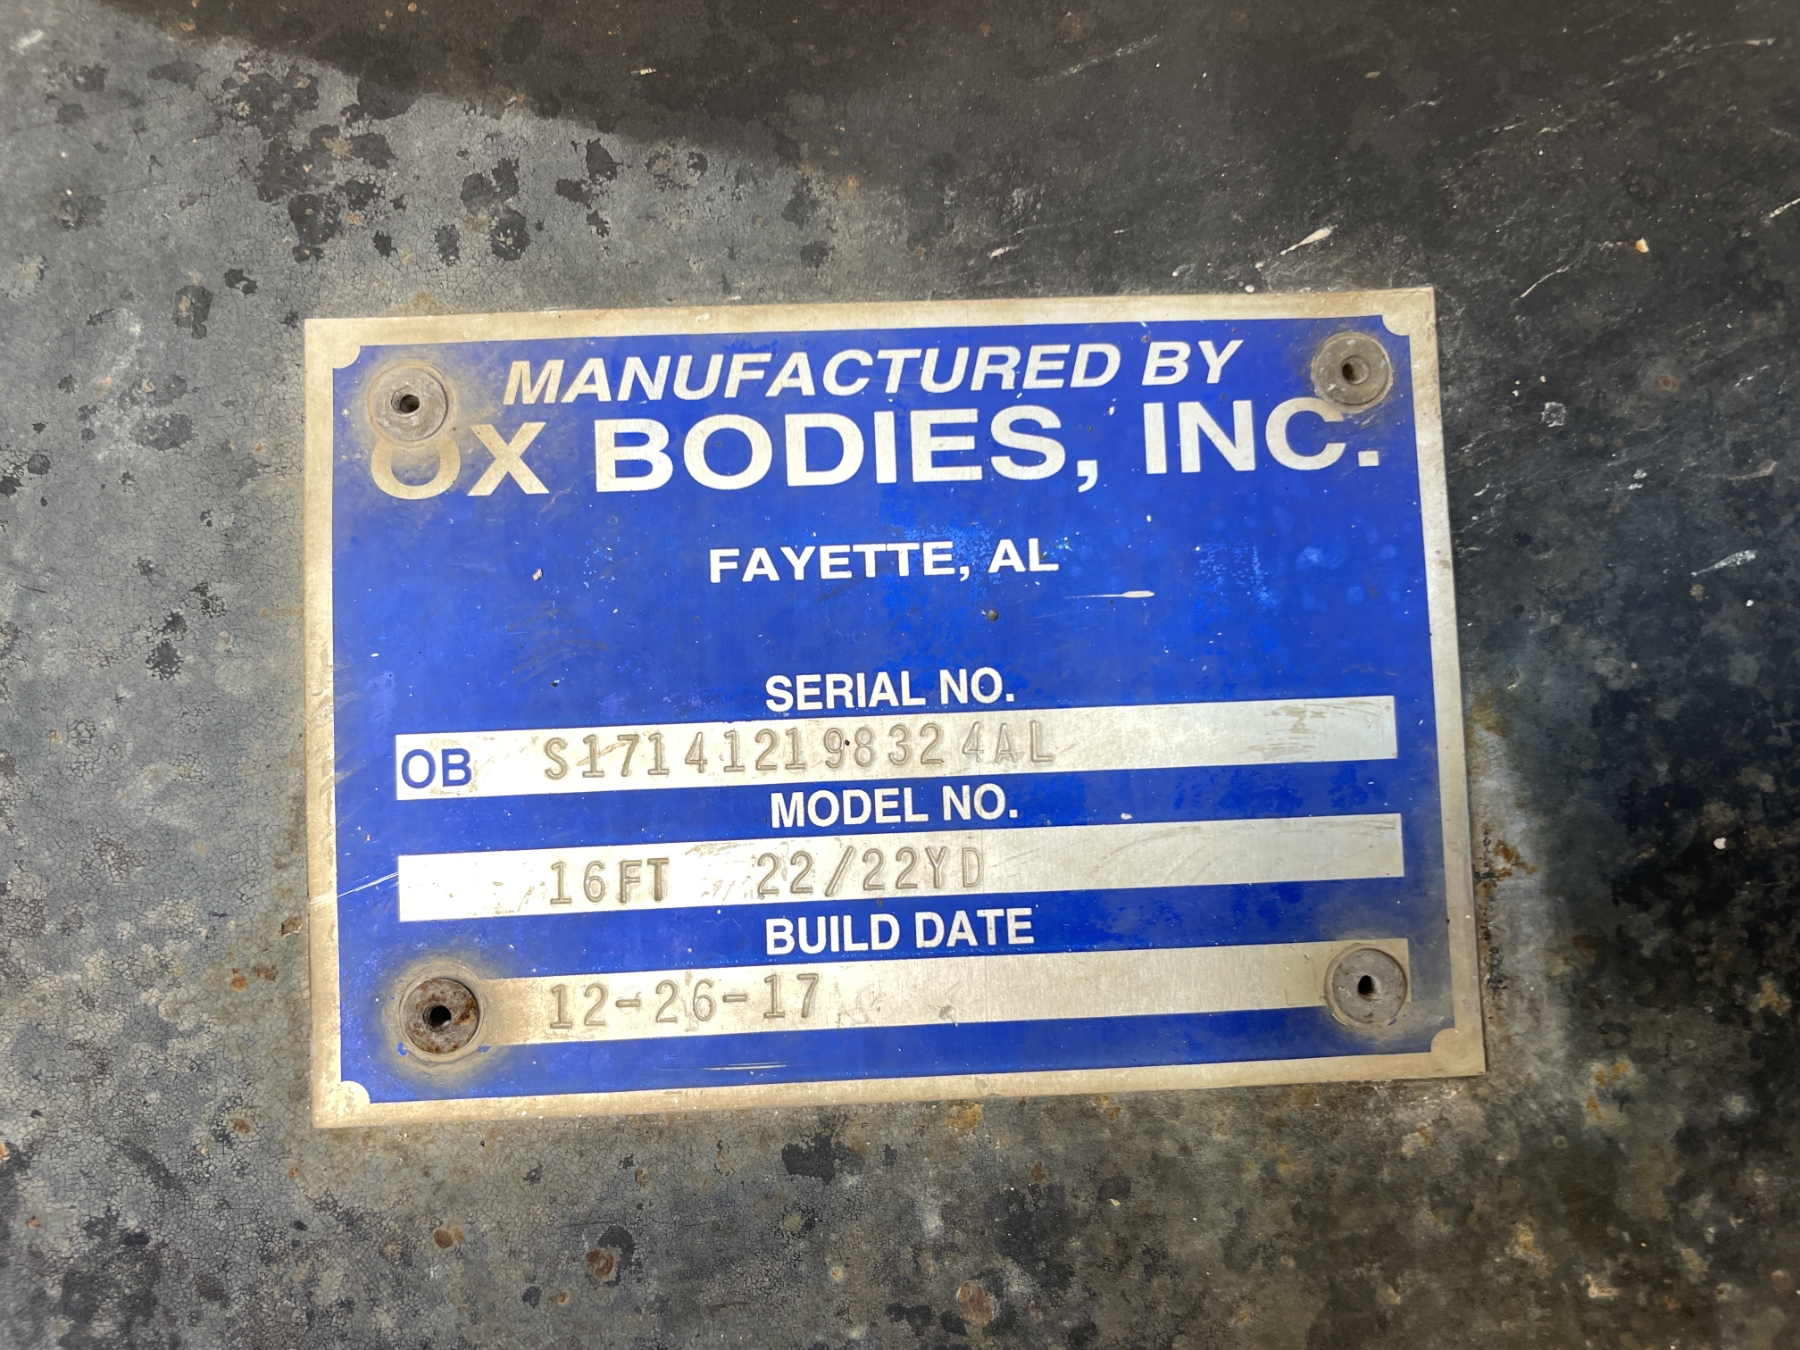 MANUFACTURED BY
OX BODIES, INC.
FAYETTE, AL
SERIAL NO.
OB S171412198324AL
MODEL NO.
16FT 22/22YD
BUILD DATE
12-26-17